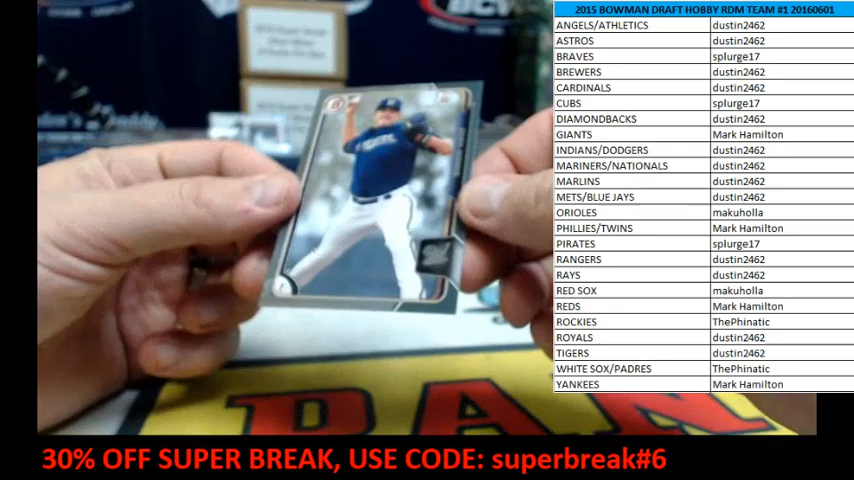 2015 BOWMAN DRAFT HOBBY RDM TEAM #1 20160601
ANGELS/ATHLETICS dustin2462
ASTROS dustin2462
BRAVES splurge17
BREWERS dustin2462
CARDINALS dustin2462
CUBS splurge17
DIAMONDBACKS dustin2462
GIANTS Mark Hamilton
INDIANS/DODGERS dustin2462
MARINERS/NATIONALS dustin2462
MARLINS dustin2462
METS/BLUE JAYS dustin2462
ORIOLES makuholla
PHILLIES/TWINS Mark Hamilton
PIRATES splurge17
RANGERS dustin2462
RAYS dustin2462
RED SOX makuholla
REDS Mark Hamilton
ROCKIES ThePhinatic
ROYALS dustin2462
TIGERS dustin2462
WHITE SOX/PADRES ThePhinatic
YANKEES Mark Hamilton
30% OFF SUPER BREAK, USE CODE: superbreak#6